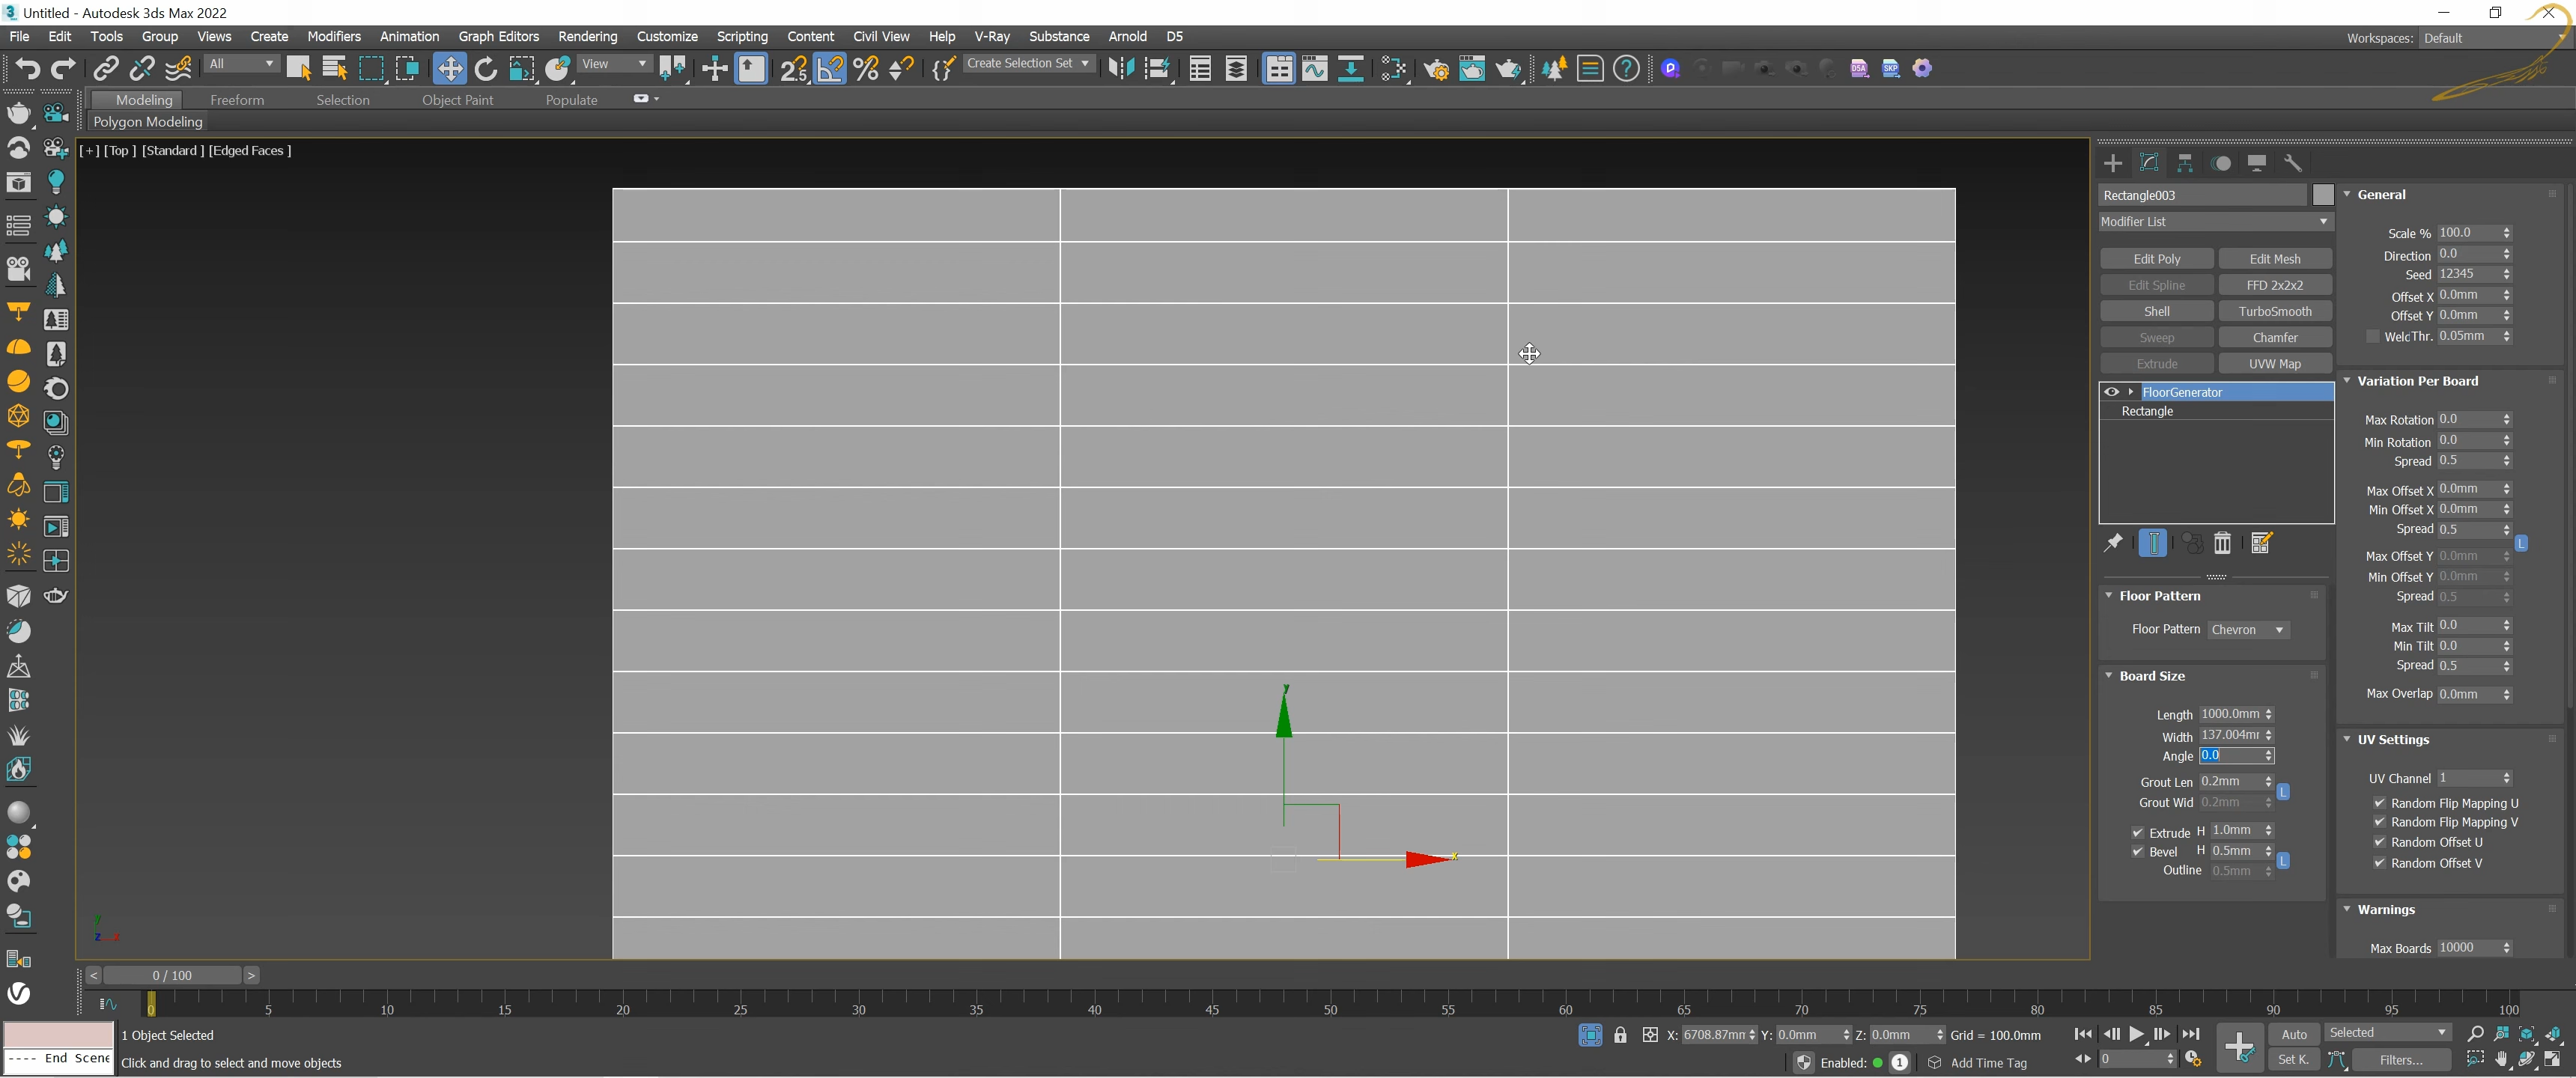 Untitled - Autodesk 3ds Max 2022
File Edit Tools Group Views Create Modifiers Animation Graph Editors Rendering Customize Scripting Content Civil View Help V-Ray Substance Arnold D5 Workspaces: Default
All View Create Selection Set D5A SKP
Modeling Freeform Selection Object Paint Populate
Polygon Modeling
[+] [Top ] [Standard ] [Edged Faces ]
Rectangle003
Modifier List
Edit Poly Edit Mesh
Edit Spline FFD 2x2x2
Shell TurboSmooth
Sweep Chamfer
Extrude UVW Map
FloorGenerator
Rectangle
Floor Pattern
Floor Pattern Chevron
Board Size
Length 1000.0mm
Width 137.004mr
Angle 0.0
Grout Len 0.2mm
Grout Wid 0.2mm
L
Extrude H 1.0mm
Bevel H 0.5mm
Outline 0.5mm
L
General
Scale % 100.0
Direction 0.0
Seed 12345
Offset X 0.0mm
Offset Y 0.0mm
WelcThr. 0.05mm
Variation Per Board
Max Rotation 0.0
Min Rotation 0.0
Spread 0.5
Max Offset X 0.0mm
Min Offset X 0.0mm
Spread 0.5
L
Max Offset Y 0.0mm
Min Offset Y 0.0mm
Spread 0.5
Max Tilt 0.0
Min Tilt 0.0
Spread 0.5
Max Overlap 0.0mm
UV Settings
UV Channel 1
Random Flip Mapping U
Random Flip Mapping V
Random Offset U
Random Offset V
Warnings
Max Boards 10000
y
x
y
z
< 0 / 100 >
0 5 10 15 20 25 30 35 40 45 50 55 60 65 70 75 80 85 90 95 100
---- End Scene
1 Object Selected
Click and drag to select and move objects
X: 6708.87mr Y: 0.0mm Z: 0.0mm Grid = 100.0mm
Enabled: 1 Add Time Tag
0
Auto Selected
Set K. Filters...